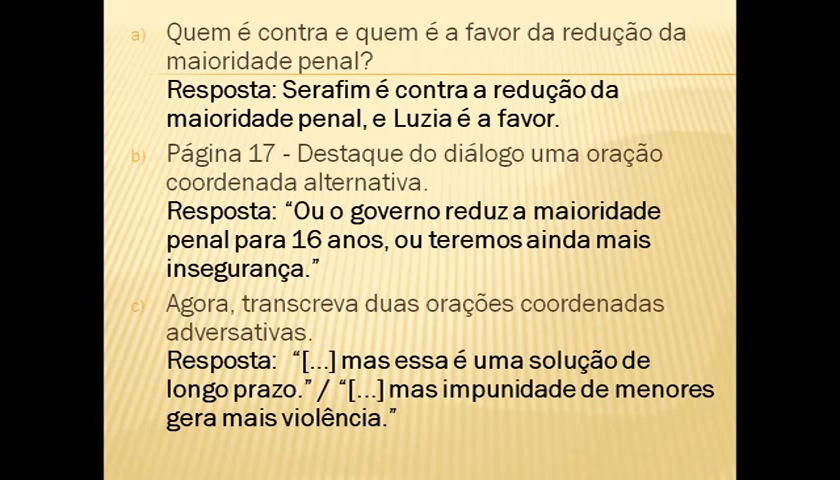 a) Quem é contra e quem é a favor da redução da
maioridade penal?
Resposta: Serafim é contra a redução da
maioridade penal, e Luzia é a favor.
b) Página 17 - Destaque do diálogo uma oração
coordenada alternativa.
Resposta: “Ou o governo reduz a maioridade
penal para 16 anos, ou teremos ainda mais
insegurança.”
c) Agora, transcreva duas orações coordenadas
adversativas.
Resposta: “[...] mas essa é uma solução de
longo prazo.” / “[...] mas impunidade de menores
gera mais violência.”